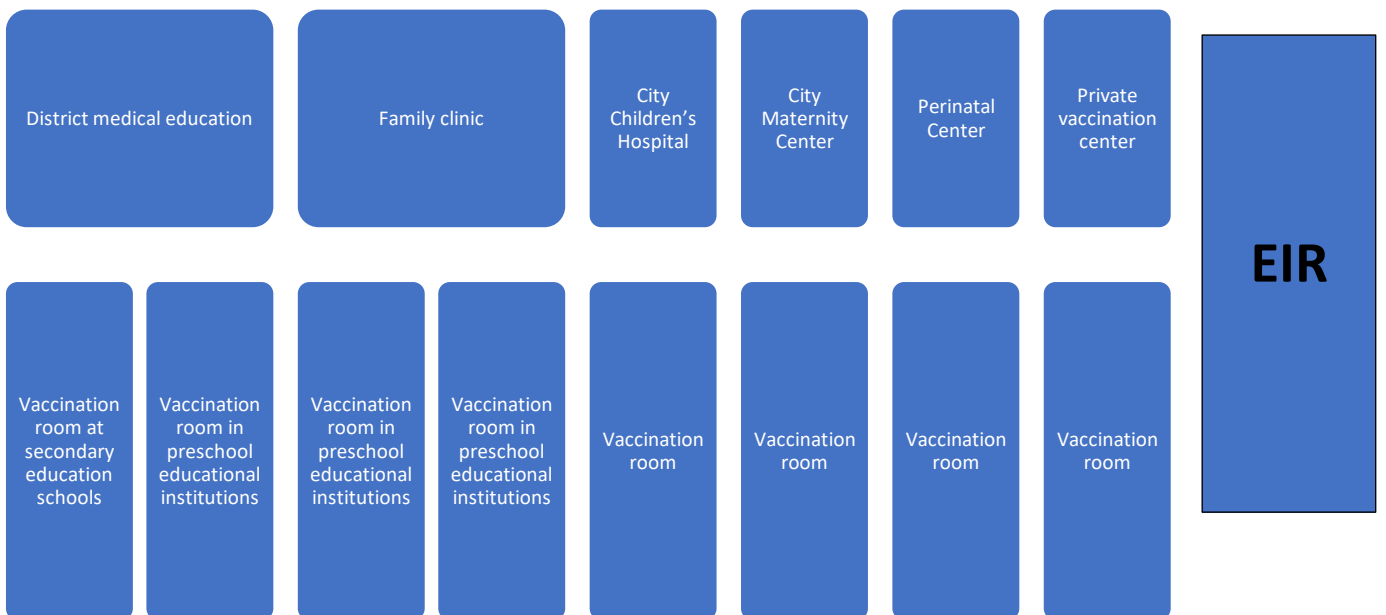 District medical education
Family clinic
City
Children's
Hospital
City
Maternity
Center
Perinatal
Center
Private
vaccination
center
EIR
Vaccination
room at
secondary
education
schools
Vaccination
room in
preschool
educational
institutions
Vaccination
room in
preschool
educational
institutions
Vaccination
room in
preschool
educational
institutions
Vaccination
room
Vaccination
room
Vaccination
room
Vaccination
room